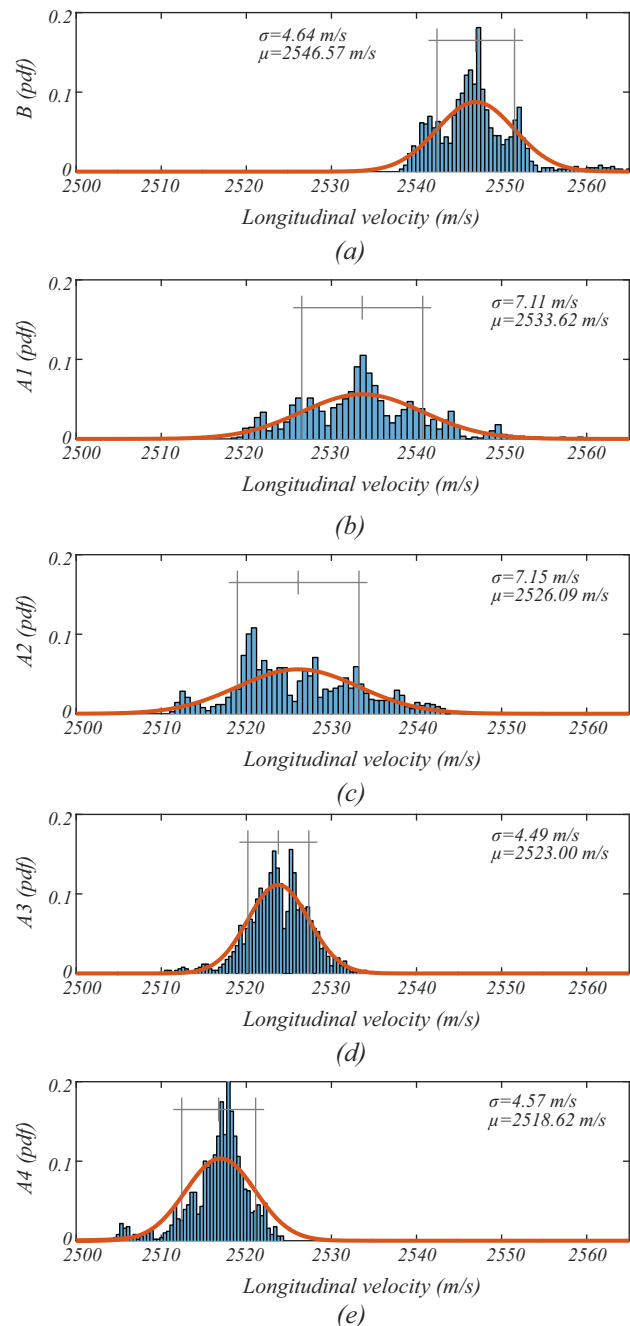 0.2
σ=4.64 m/s
μ=2546.57 m/s
0.1
B (pdf)
0
2500 2510 2520 2530 2540 2550 2560
Longitudinal velocity (m/s)
(a)
0.2
σ=7.11 m/s
μ=2533.62 m/s
0.1
A1 (pdf)
0
2500 2510 2520 2530 2540 2550 2560
Longitudinal velocity (m/s)
(b)
0.2
σ=7.15 m/s
μ=2526.09 m/s
0.1
A2 (pdf)
0
2500 2510 2520 2530 2540 2550 2560
Longitudinal velocity (m/s)
(c)
0.2
σ=4.49 m/s
μ=2523.00 m/s
0.1
A3 (pdf)
0
2500 2510 2520 2530 2540 2550 2560
Longitudinal velocity (m/s)
(d)
0.2
σ=4.57 m/s
μ=2518.62 m/s
0.1
A4 (pdf)
0
2500 2510 2520 2530 2540 2550 2560
Longitudinal velocity (m/s)
(e)